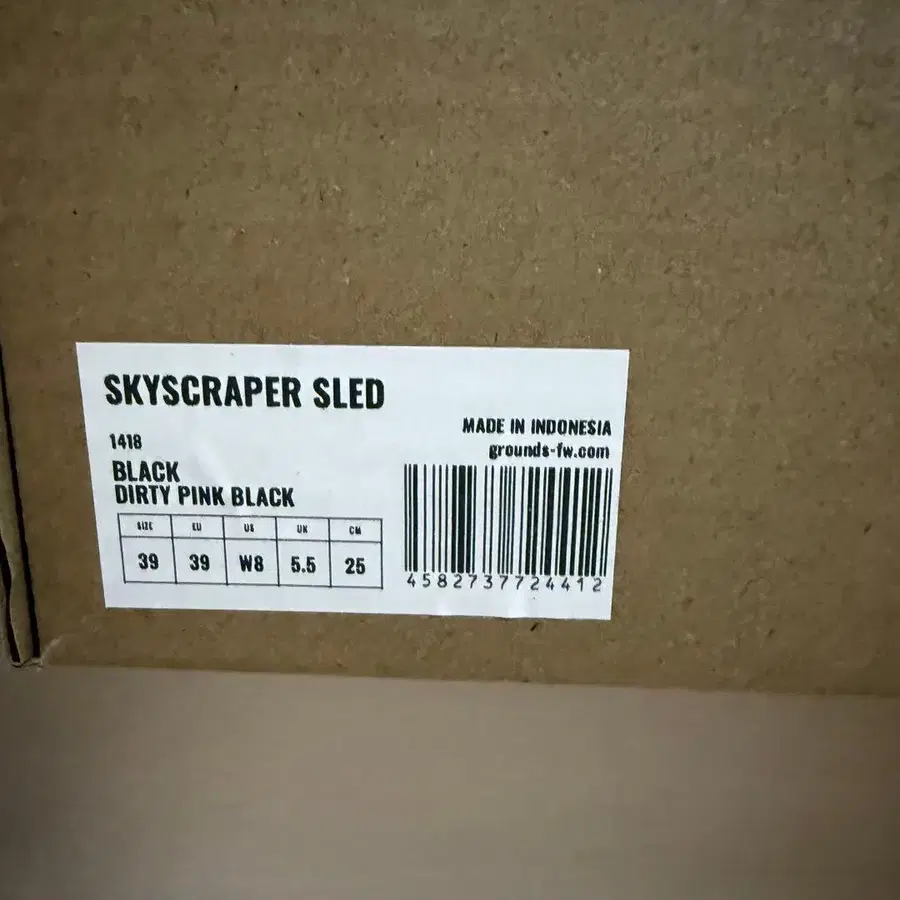 SKYSCRAPER SLED
MADE IN INDONESIA
grounds-fw.com
1418
BLACK
DIRTY PINK BLACK
SIZE EU US UK CM
39 39 W8 5.5 25
4582737724412